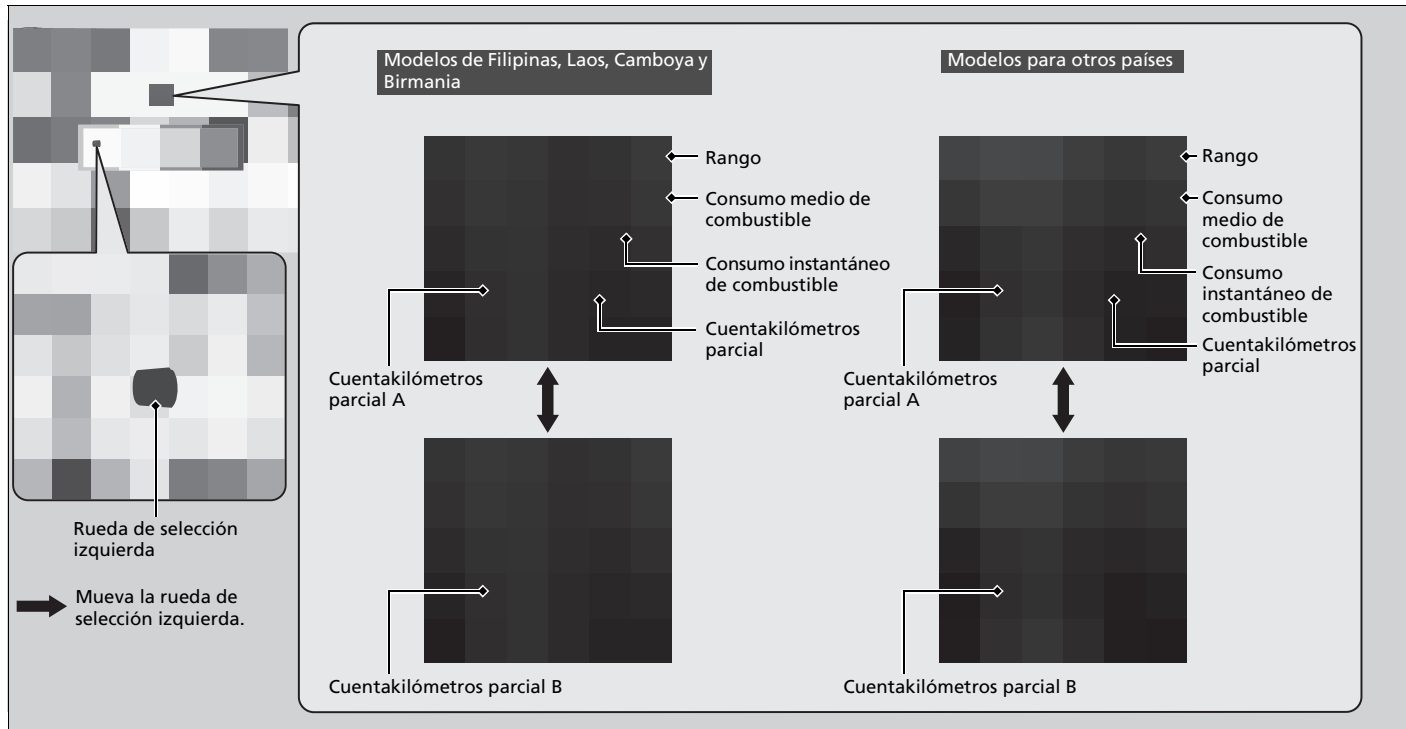 Modelos de Filipinas, Laos, Camboya y
Birmania
Rango
Consumo medio de
combustible
Consumo instantáneo
de combustible
Cuentakilómetros
parcial
Cuentakilómetros
parcial A
Cuentakilómetros parcial B
Modelos para otros países
Rango
Consumo
medio de
combustible
Consumo
instantáneo de
combustible
Cuentakilómetros
parcial
Cuentakilómetros
parcial A
Cuentakilómetros parcial B
Rueda de selección
izquierda
Mueva la rueda de
selección izquierda.